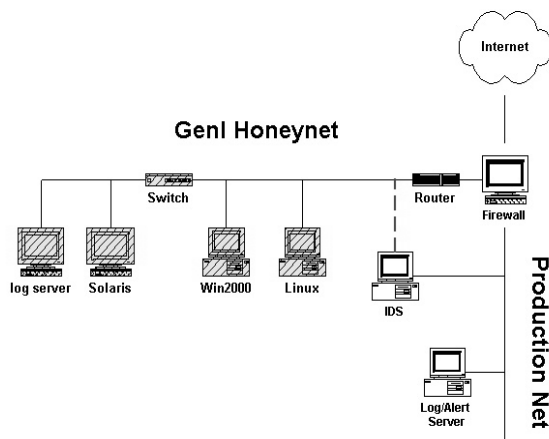 Internet
GenI Honeynet
Switch
Router
Firewall
log server
Solaris
Win2000
Linux
IDS
Production Net
Log/Alert
Server